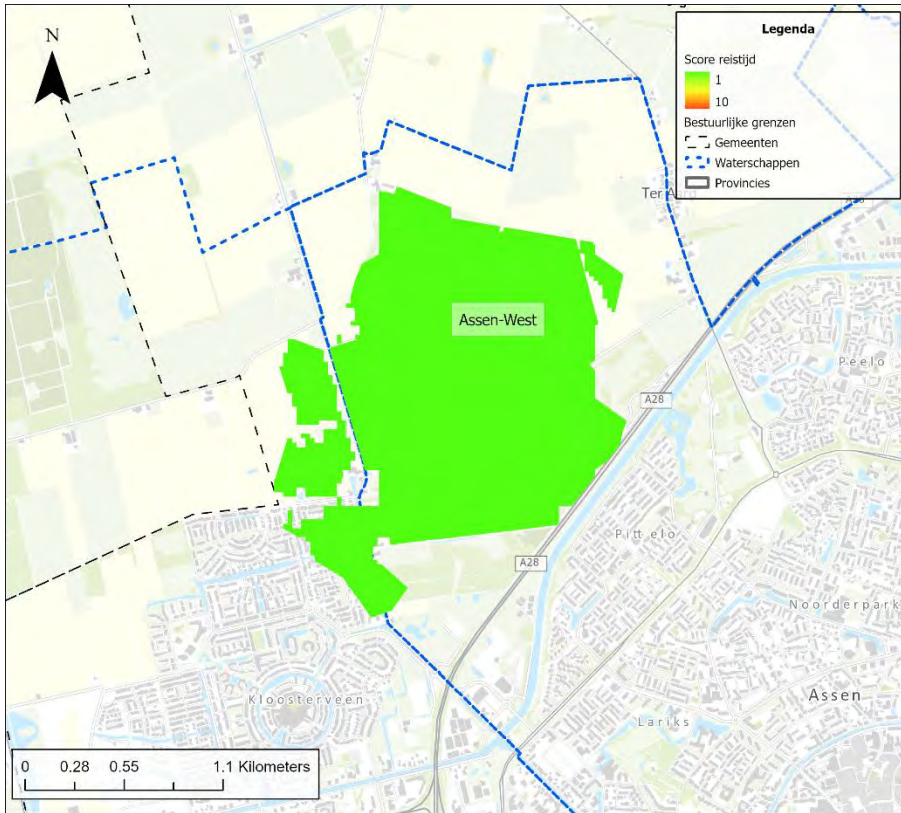 N
Legenda
Score reistijd
1
10
Bestuurlijke grenzen
Gemeenten
Waterschappen
Provincies
Ter Aard
Assen-West
Peelo
A28
Pittelo
A28
Noorderpark
Assen
Kloosterveen
Lariks
0 0.28 0.55 1.1 Kilometers